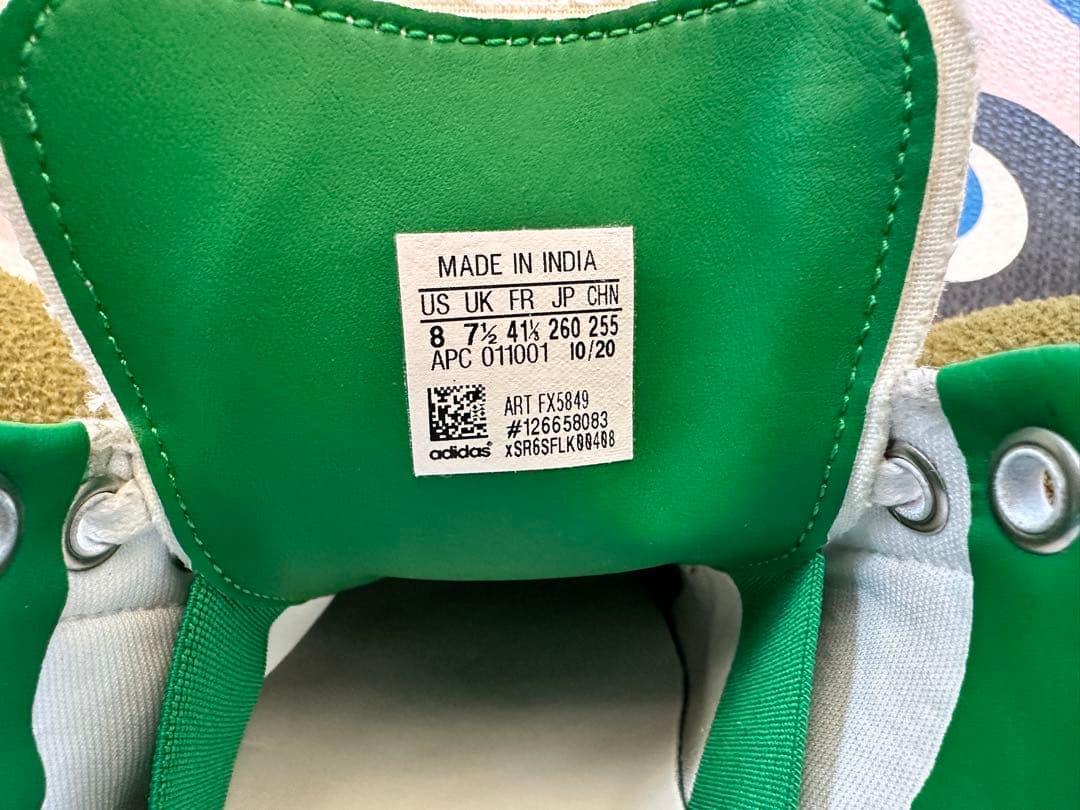 MADE IN INDIA
US UK FR JP CHN
8 7½ 41⅓ 260 255
APC 011001 10/20
ART FX5849
#126658083
adidas® xSR6SFLK00408